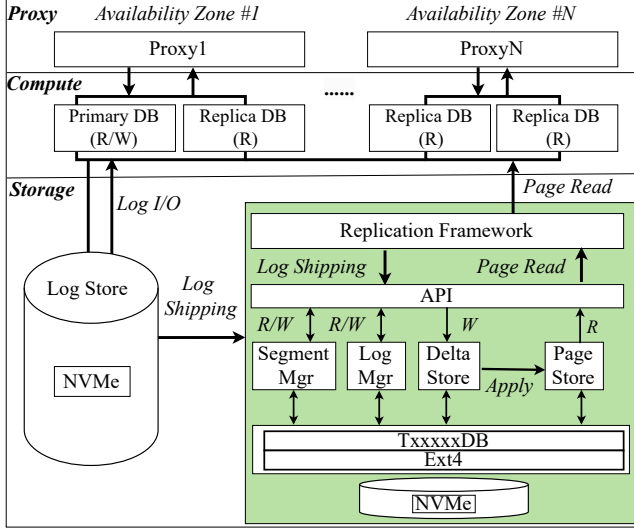 Proxy
Availability Zone #1
Availability Zone #N
Proxy1
ProxyN
Compute
......
Primary DB
(R/W)
Replica DB
(R)
Replica DB
(R)
Replica DB
(R)
Storage
Log I/O
Page Read
Replication Framework
Log Shipping
Page Read
Log Store
Log
Shipping
API
R/W
R/W
W
R
Segment
Mgr
Log
Mgr
Delta
Store
Apply
Page
Store
NVMe
TxxxxxDB
Ext4
NVMe